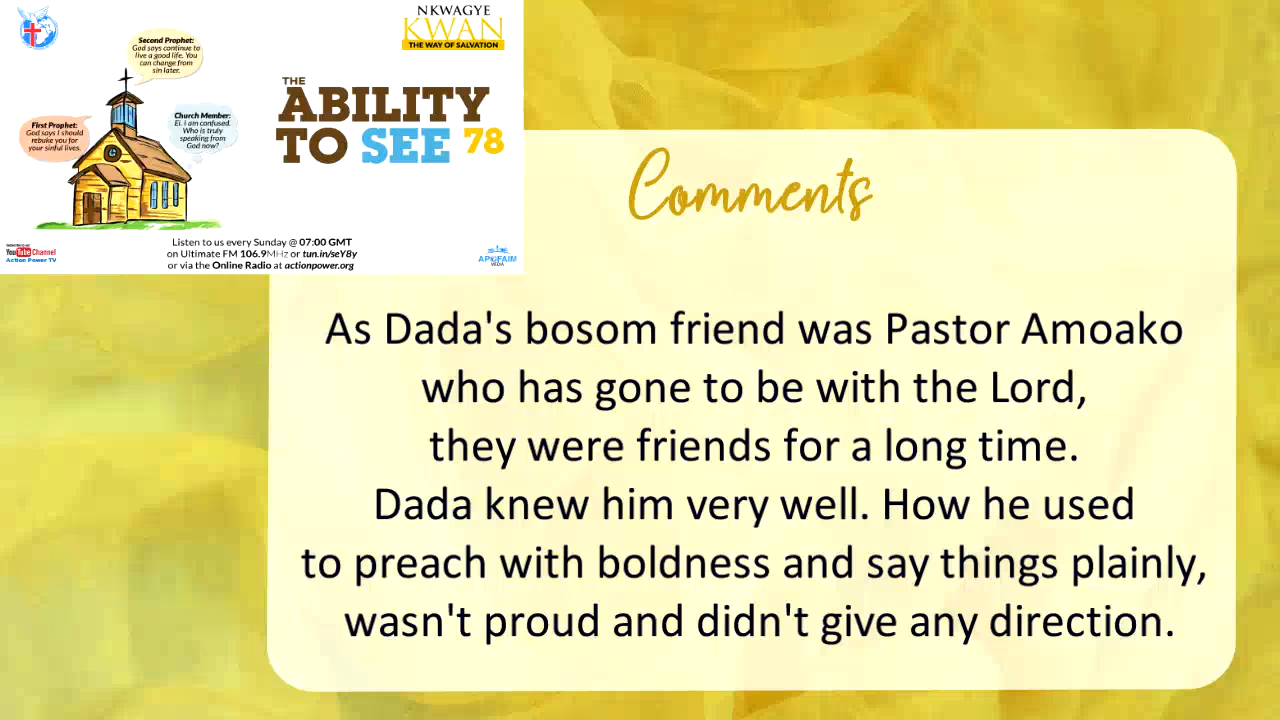 NKWAGYE
KWAN
THE WAY OF SALVATION
Second Prophet:
God says continue to
live a good life. You
can change from
sin later.
First Prophet:
God says I should
rebuke you for
your sinful lives.
Church Member:
Ei. I am confused.
Who is truly
speaking from
God now?
THE
ABILITY
TO SEE 78
YouTube Channel
Action Power TV
Listen to us every Sunday @ 07:00 GMT
on Ultimate FM 106.9MHz or tun.in/seY8y
or via the Online Radio at actionpower.org
MEDIA
Comments
As Dada's bosom friend was Pastor Amoako
who has gone to be with the Lord,
they were friends for a long time.
Dada knew him very well. How he used
to preach with boldness and say things plainly,
wasn't proud and didn't give any direction.